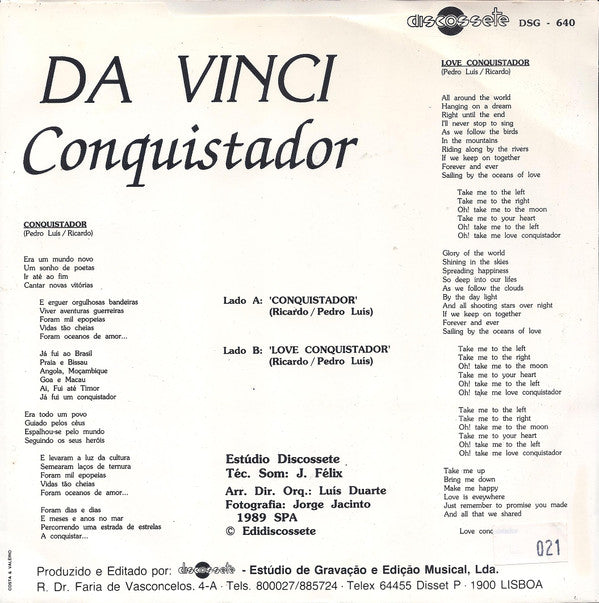 discossete DSG - 640
DA VINCI
Conquistador
CONQUISTADOR
(Pedro Luís / Ricardo)
Era um mundo novo
Um sonho de poetas
Ir até ao fim
Cantar novas vitórias
E erguer orgulhosas bandeiras
Viver aventuras guerreiras
Foram mil epopeias
Vidas tão cheias
Foram oceanos de amor...
Já fui ao Brasil
Praia e Bissau
Angola, Moçambique
Goa e Macau
Ai, Fui até Timor
Já fui um conquistador
Era todo um povo
Guiado pelos céus
Espalhou-se pelo mundo
Seguindo os seus heróis
E levaram a luz da cultura
Semearam laços de ternura
Foram mil epopeias
Vidas tão cheias
Foram oceanos de amor...
Foram dias e dias
E meses e anos no mar
Percorrendo uma estrada de estrelas
A conquistar...
Lado A: 'CONQUISTADOR'
(Ricardo / Pedro Luis)
Lado B: 'LOVE CONQUISTADOR'
(Ricardo / Pedro Luis)
Estúdio Discossete
Téc. Som: J. Félix
Arr. Dir. Orq.: Luís Duarte
Fotografia: Jorge Jacinto
1989 SPA
© Edidiscossete
LOVE CONQUISTADOR
(Pedro Luís / Ricardo)
All around the world
Hanging on a dream
Right until the end
I'll never stop to sing
As we follow the birds
In the mountains
Riding along by the rivers
If we keep on together
Forever and ever
Sailing by the oceans of love
Take me to the left
Take me to the right
Oh! take me to the moon
Take me to your heart
Oh! take me to the left
Oh! take me love conquistador
Glory of the world
Shining in the skies
Spreading happiness
So deep into our lifes
As we follow the clouds
By the day light
And all shooting stars over night
If we keep on together
Forever and ever
Sailing by the oceans of love
Take me to the left
Take me to the right
Oh! take me to the moon
Take me to your heart
Oh! take me to the left
Oh! take me love conquistador
Take me to the left
Take me to the right
Oh! take me to the moon
Take me to your heart
Oh! take me to the left
Oh! take me love conquistador
Take me up
Bring me down
Make me happy
Love is eveywhere
Just remember to promise you made
And all that we shared
Love conquistador
021
COSTA & VALÉRIO
Produzido e Editado por: discossete - Estúdio de Gravação e Edição Musical, Lda.
R. Dr. Faria de Vasconcelos. 4-A · Tels. 800027/885724 · Telex 64455 Disset P · 1900 LISBOA